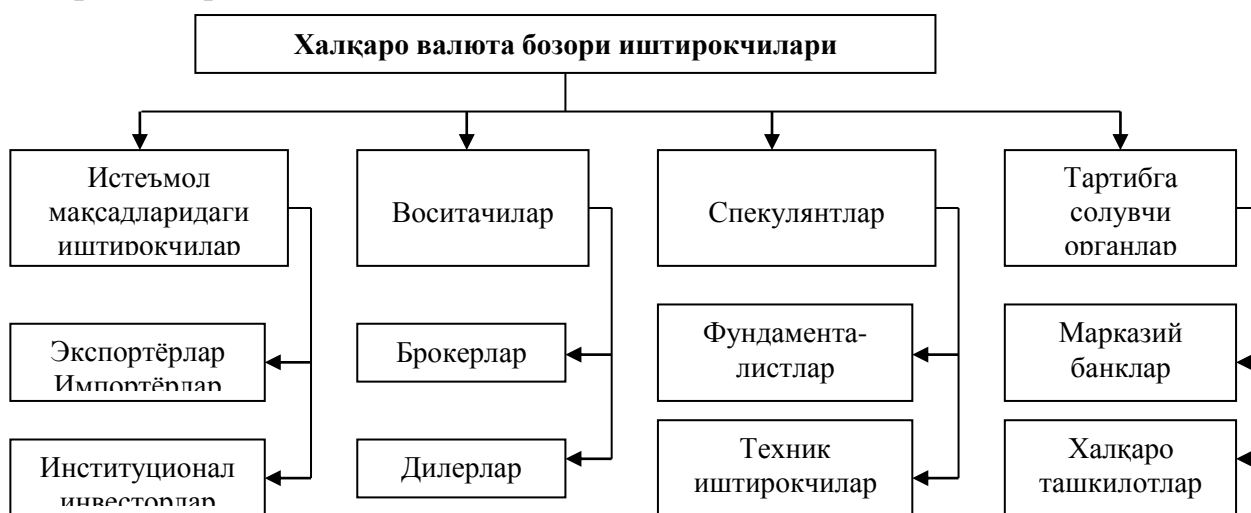 Халқаро валюта бозори иштирокчилари
Истеъмол
мақсадларидаги
иштирокчилар
Воситачилар
Спекулянтлар
Тартибга
солувчи
органлар
Экспортёрлар
Импортёрлар
Брокерлар
Фундамента-
листлар
Марказий
банклар
Институционал
инвесторлар
Дилерлар
Техник
иштирокчилар
Халқаро
ташкилотлар